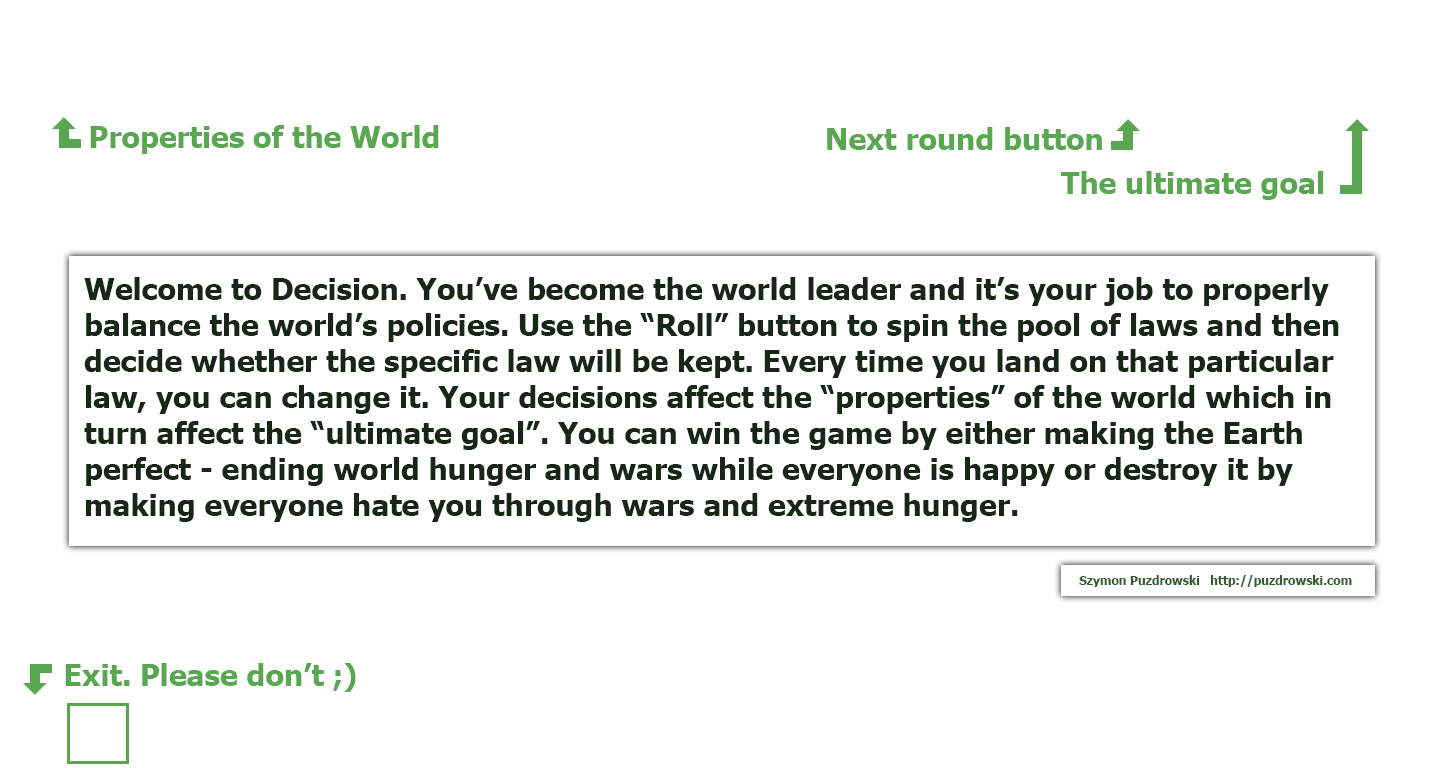 Properties of the World
Next round button
The ultimate goal
Welcome to Decision. You’ve become the world leader and it’s your job to properly
balance the world’s policies. Use the “Roll” button to spin the pool of laws and then
decide whether the specific law will be kept. Every time you land on that particular
law, you can change it. Your decisions affect the “properties” of the world which in
turn affect the “ultimate goal”. You can win the game by either making the Earth
perfect - ending world hunger and wars while everyone is happy or destroy it by
making everyone hate you through wars and extreme hunger.
Szymon Puzdrowski http://puzdrowski.com
Exit. Please don’t ;)